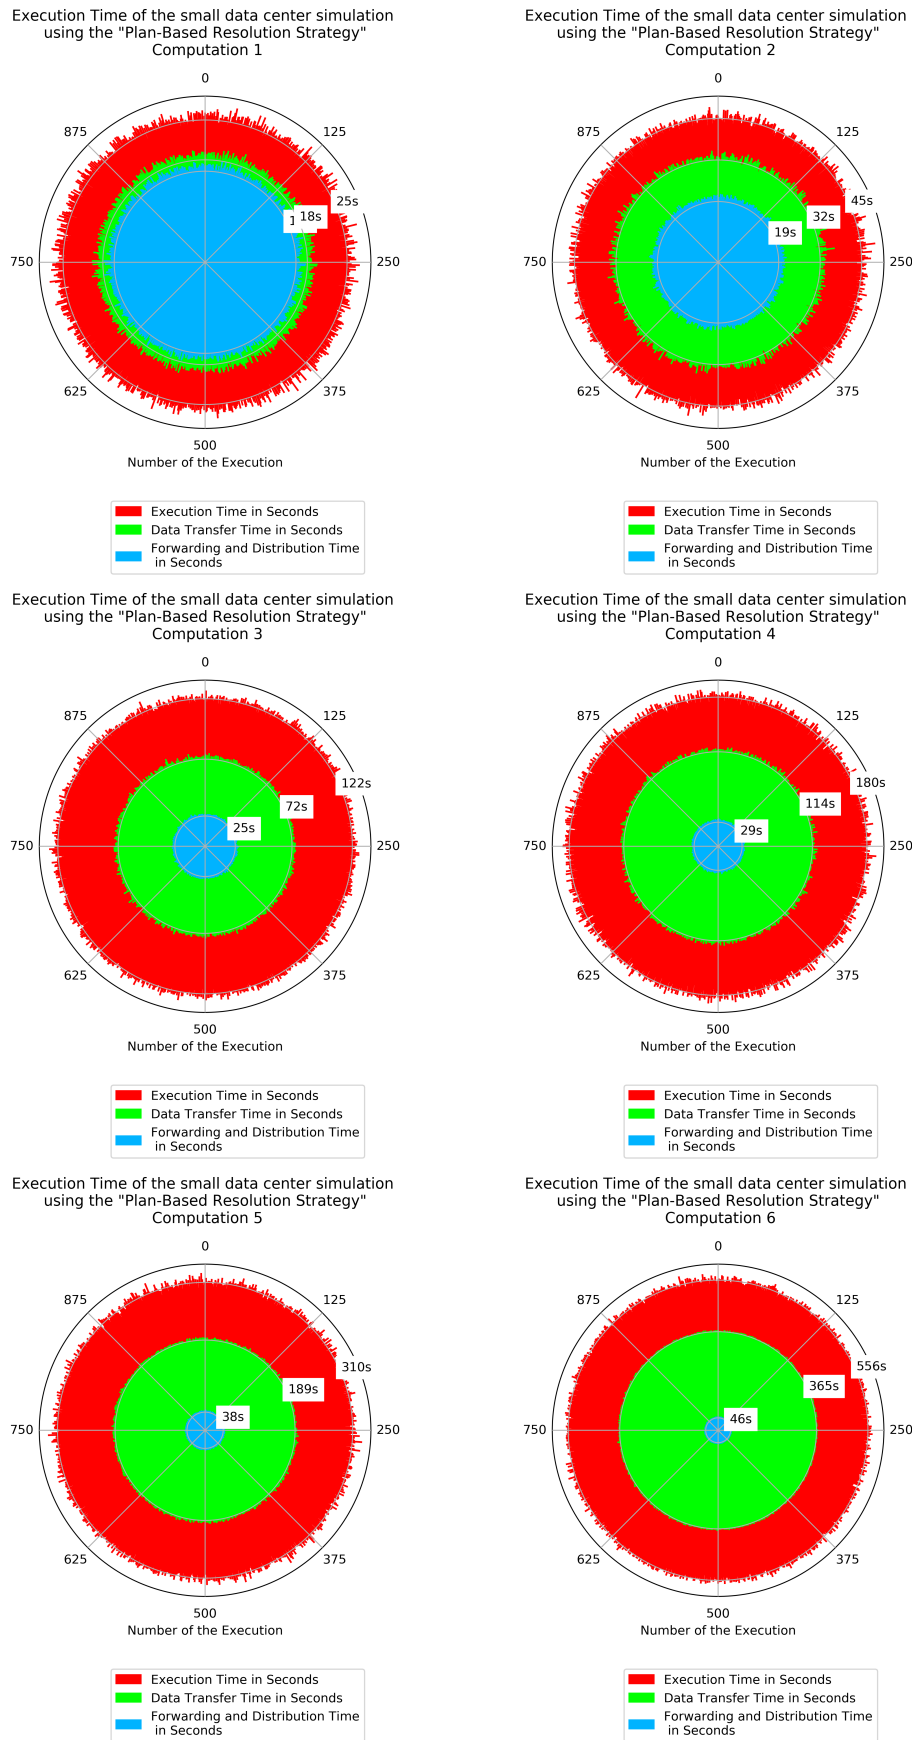 Execution Time of the small data center simulation
using the "Plan-Based Resolution Strategy"
Computation 1
0
125
250
375
500
625
750
875
18s
25s
Number of the Execution
Execution Time in Seconds
Data Transfer Time in Seconds
Forwarding and Distribution Time
in Seconds
Execution Time of the small data center simulation
using the "Plan-Based Resolution Strategy"
Computation 2
0
125
250
375
500
625
750
875
19s
32s
45s
Number of the Execution
Execution Time in Seconds
Data Transfer Time in Seconds
Forwarding and Distribution Time
in Seconds
Execution Time of the small data center simulation
using the "Plan-Based Resolution Strategy"
Computation 3
0
125
250
375
500
625
750
875
25s
72s
122s
Number of the Execution
Execution Time in Seconds
Data Transfer Time in Seconds
Forwarding and Distribution Time
in Seconds
Execution Time of the small data center simulation
using the "Plan-Based Resolution Strategy"
Computation 4
0
125
250
375
500
625
750
875
29s
114s
180s
Number of the Execution
Execution Time in Seconds
Data Transfer Time in Seconds
Forwarding and Distribution Time
in Seconds
Execution Time of the small data center simulation
using the "Plan-Based Resolution Strategy"
Computation 5
0
125
250
375
500
625
750
875
38s
189s
310s
Number of the Execution
Execution Time in Seconds
Data Transfer Time in Seconds
Forwarding and Distribution Time
in Seconds
Execution Time of the small data center simulation
using the "Plan-Based Resolution Strategy"
Computation 6
0
125
250
375
500
625
750
875
46s
365s
556s
Number of the Execution
Execution Time in Seconds
Data Transfer Time in Seconds
Forwarding and Distribution Time
in Seconds